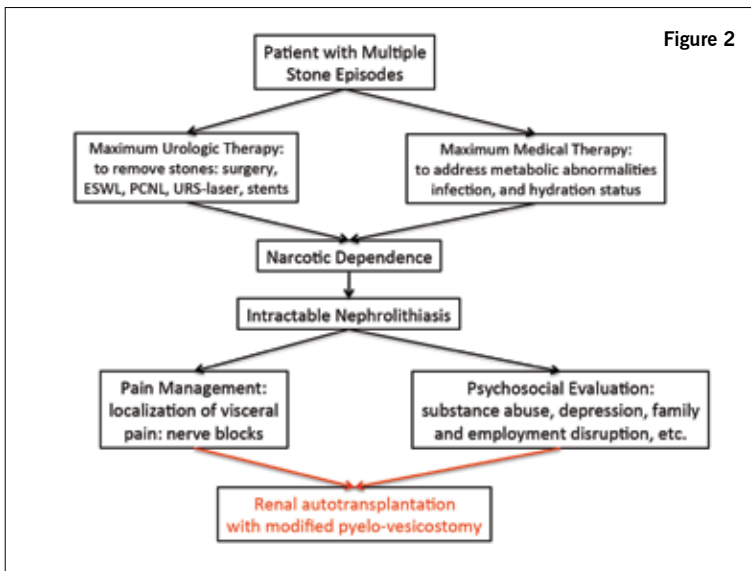 Figure 2
Patient with Multiple
Stone Episodes
Maximum Urologic Therapy:
to remove stones: surgery,
ESWL, PCNL, URS-laser, stents
Maximum Medical Therapy:
to address metabolic abnormalities
infection, and hydration status
Narcotic Dependence
Intractable Nephrolithiasis
Pain Management:
localization of visceral
pain: nerve blocks
Psychosocial Evaluation:
substance abuse, depression, family
and employment disruption, etc.
Renal autotransplantation
with modified pyelo-vesicostomy